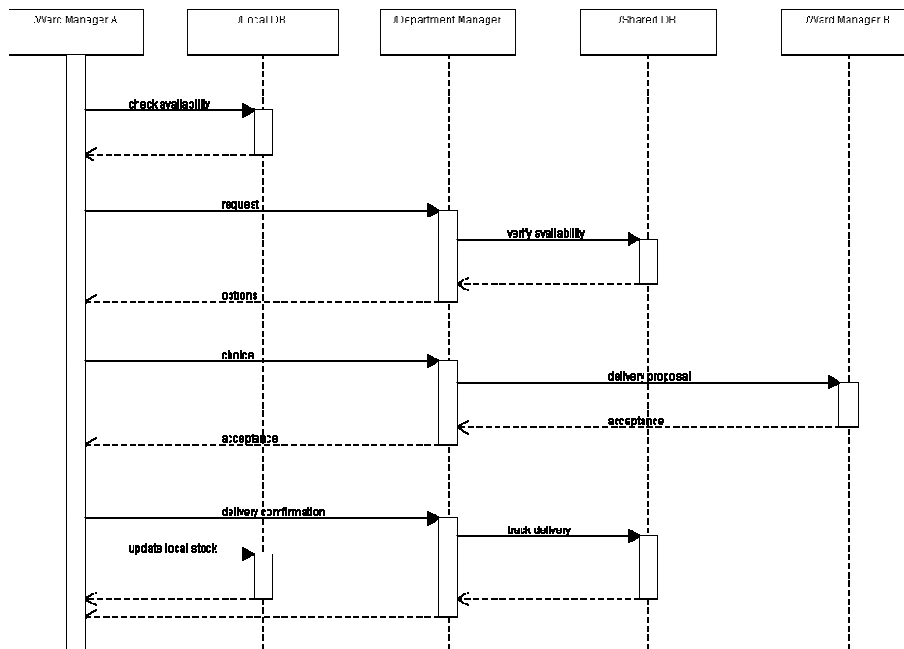 /Ward Manager A
/Local DB
/Department Manager
/Shared DB
/Ward Manager B
check availability
request
verify availability
options
choice
delivery proposal
acceptance
acceptance
delivery comfirmation
track delivery
update local stock